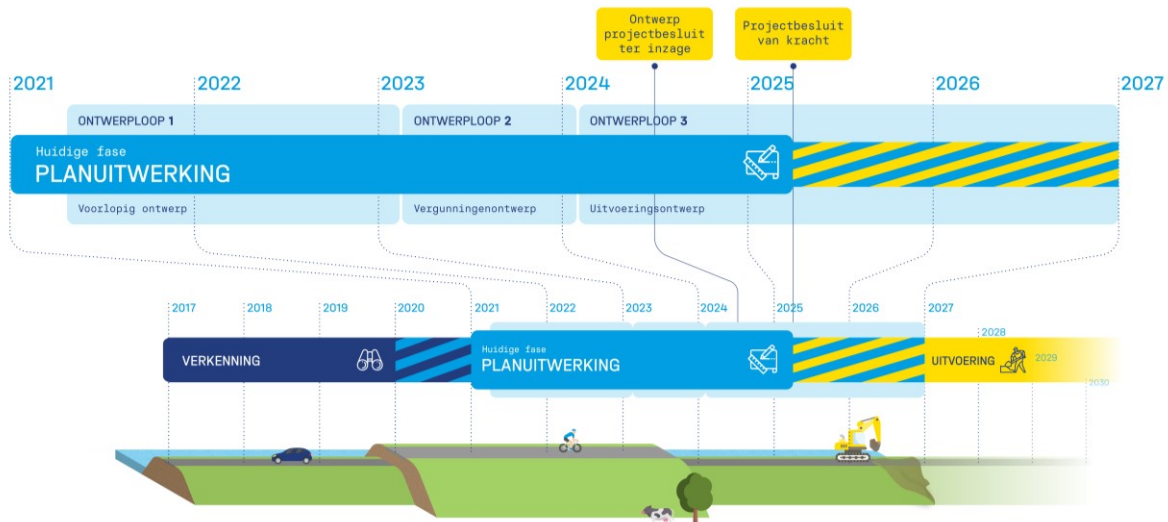 Ontwerp
projectbesluit
ter inzage
Projectbesluit
van kracht
2021
2022
2023
2024
2025
2026
2027
ONTWERPLOOP 1
ONTWERPLOOP 2
ONTWERPLOOP 3
Huidige fase
PLANUITWERKING
Voorlopig ontwerp
Vergunningenontwerp
Uitvoeringsontwerp
2017
2018
2019
2020
2021
2022
2023
2024
2025
2026
2027
2028
2029
2030
VERKENNING
Huidige fase
PLANUITWERKING
UITVOERING